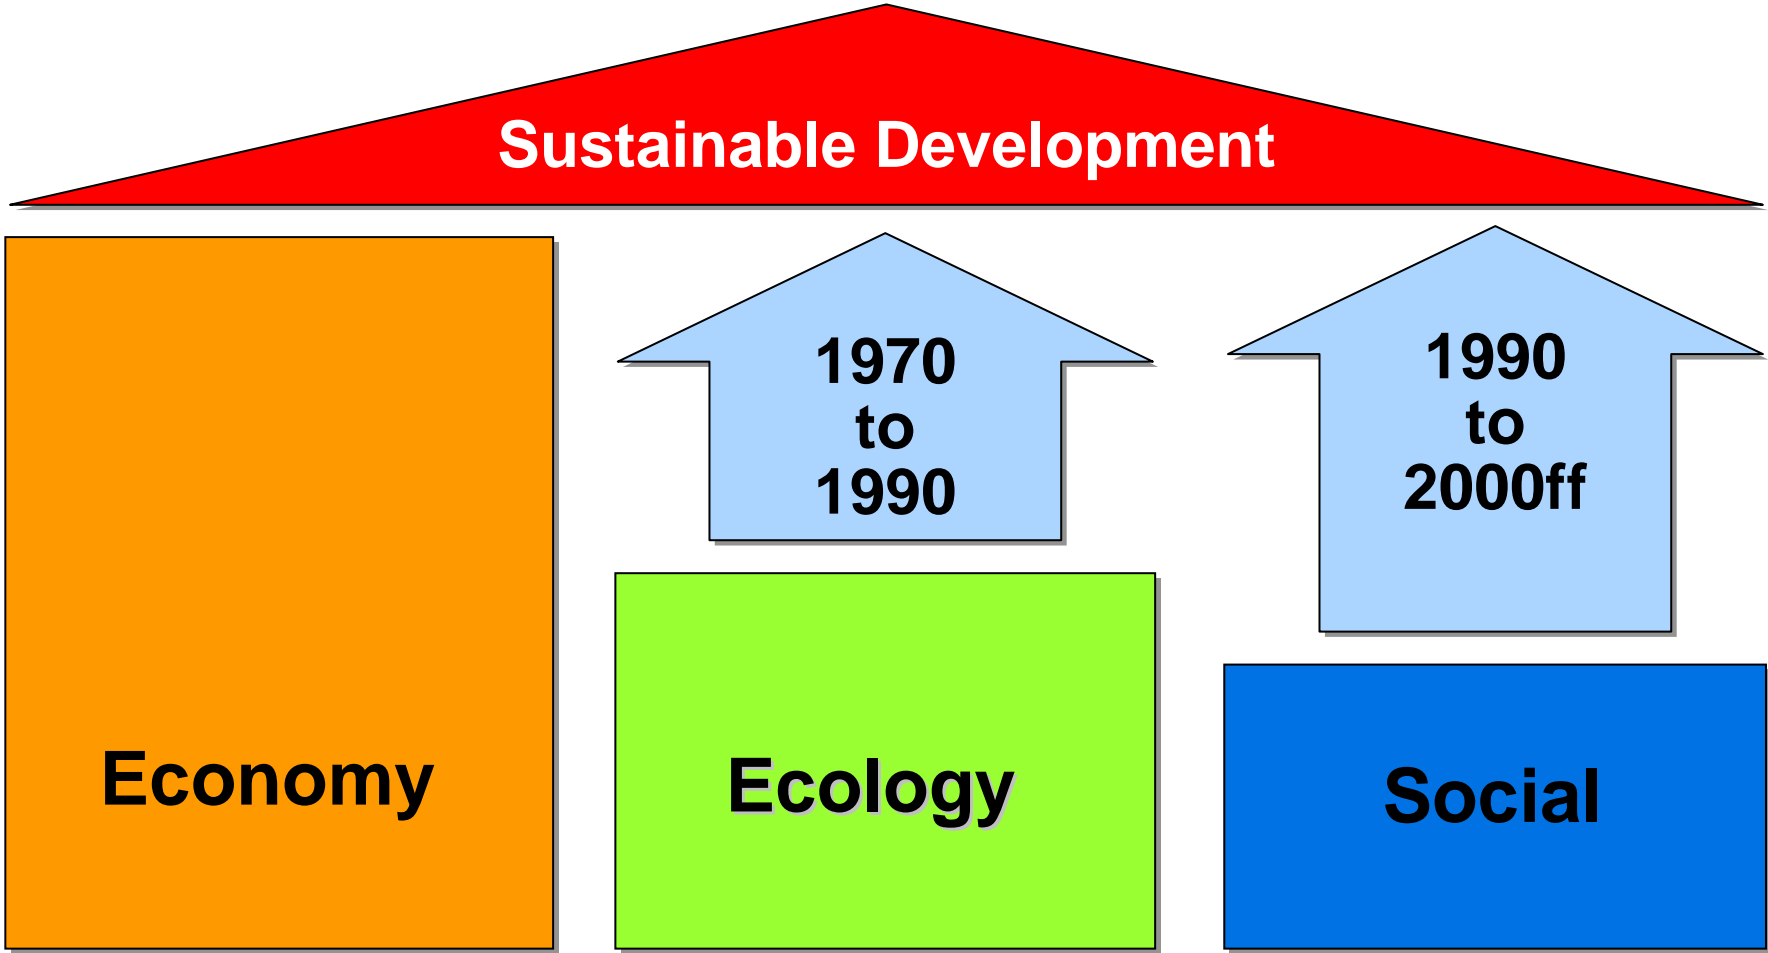 Sustainable Development
1970
to
1990
1990
to
2000ff
Economy
Ecology
Social